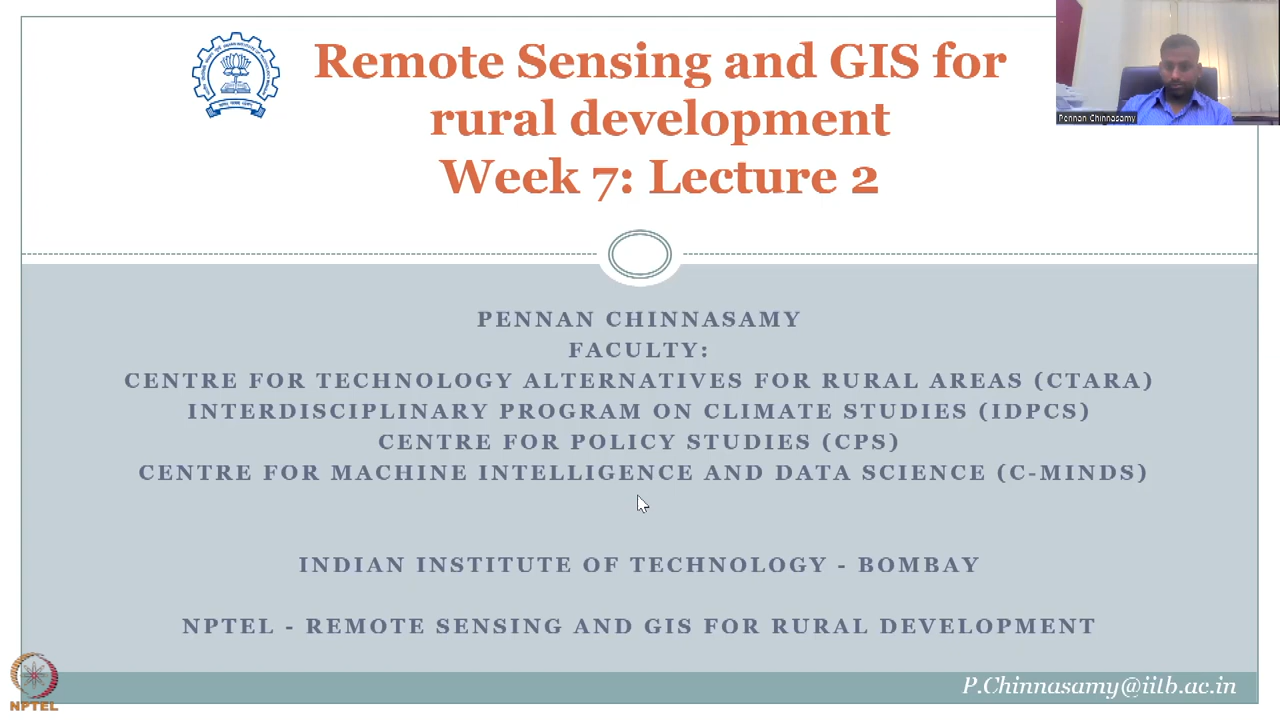 Remote Sensing and GIS for
rural development
Week 7: Lecture 2
Pennan Chinnasamy
PENNAN CHINNASAMY
FACULTY:
CENTRE FOR TECHNOLOGY ALTERNATIVES FOR RURAL AREAS (CTARA)
INTERDISCIPLINARY PROGRAM ON CLIMATE STUDIES (IDPCS)
CENTRE FOR POLICY STUDIES (CPS)
CENTRE FOR MACHINE INTELLIGENCE AND DATA SCIENCE (C-MINDS)
INDIAN INSTITUTE OF TECHNOLOGY - BOMBAY
NPTEL - REMOTE SENSING AND GIS FOR RURAL DEVELOPMENT
P.Chinnasamy@iitb.ac.in
NPTEL